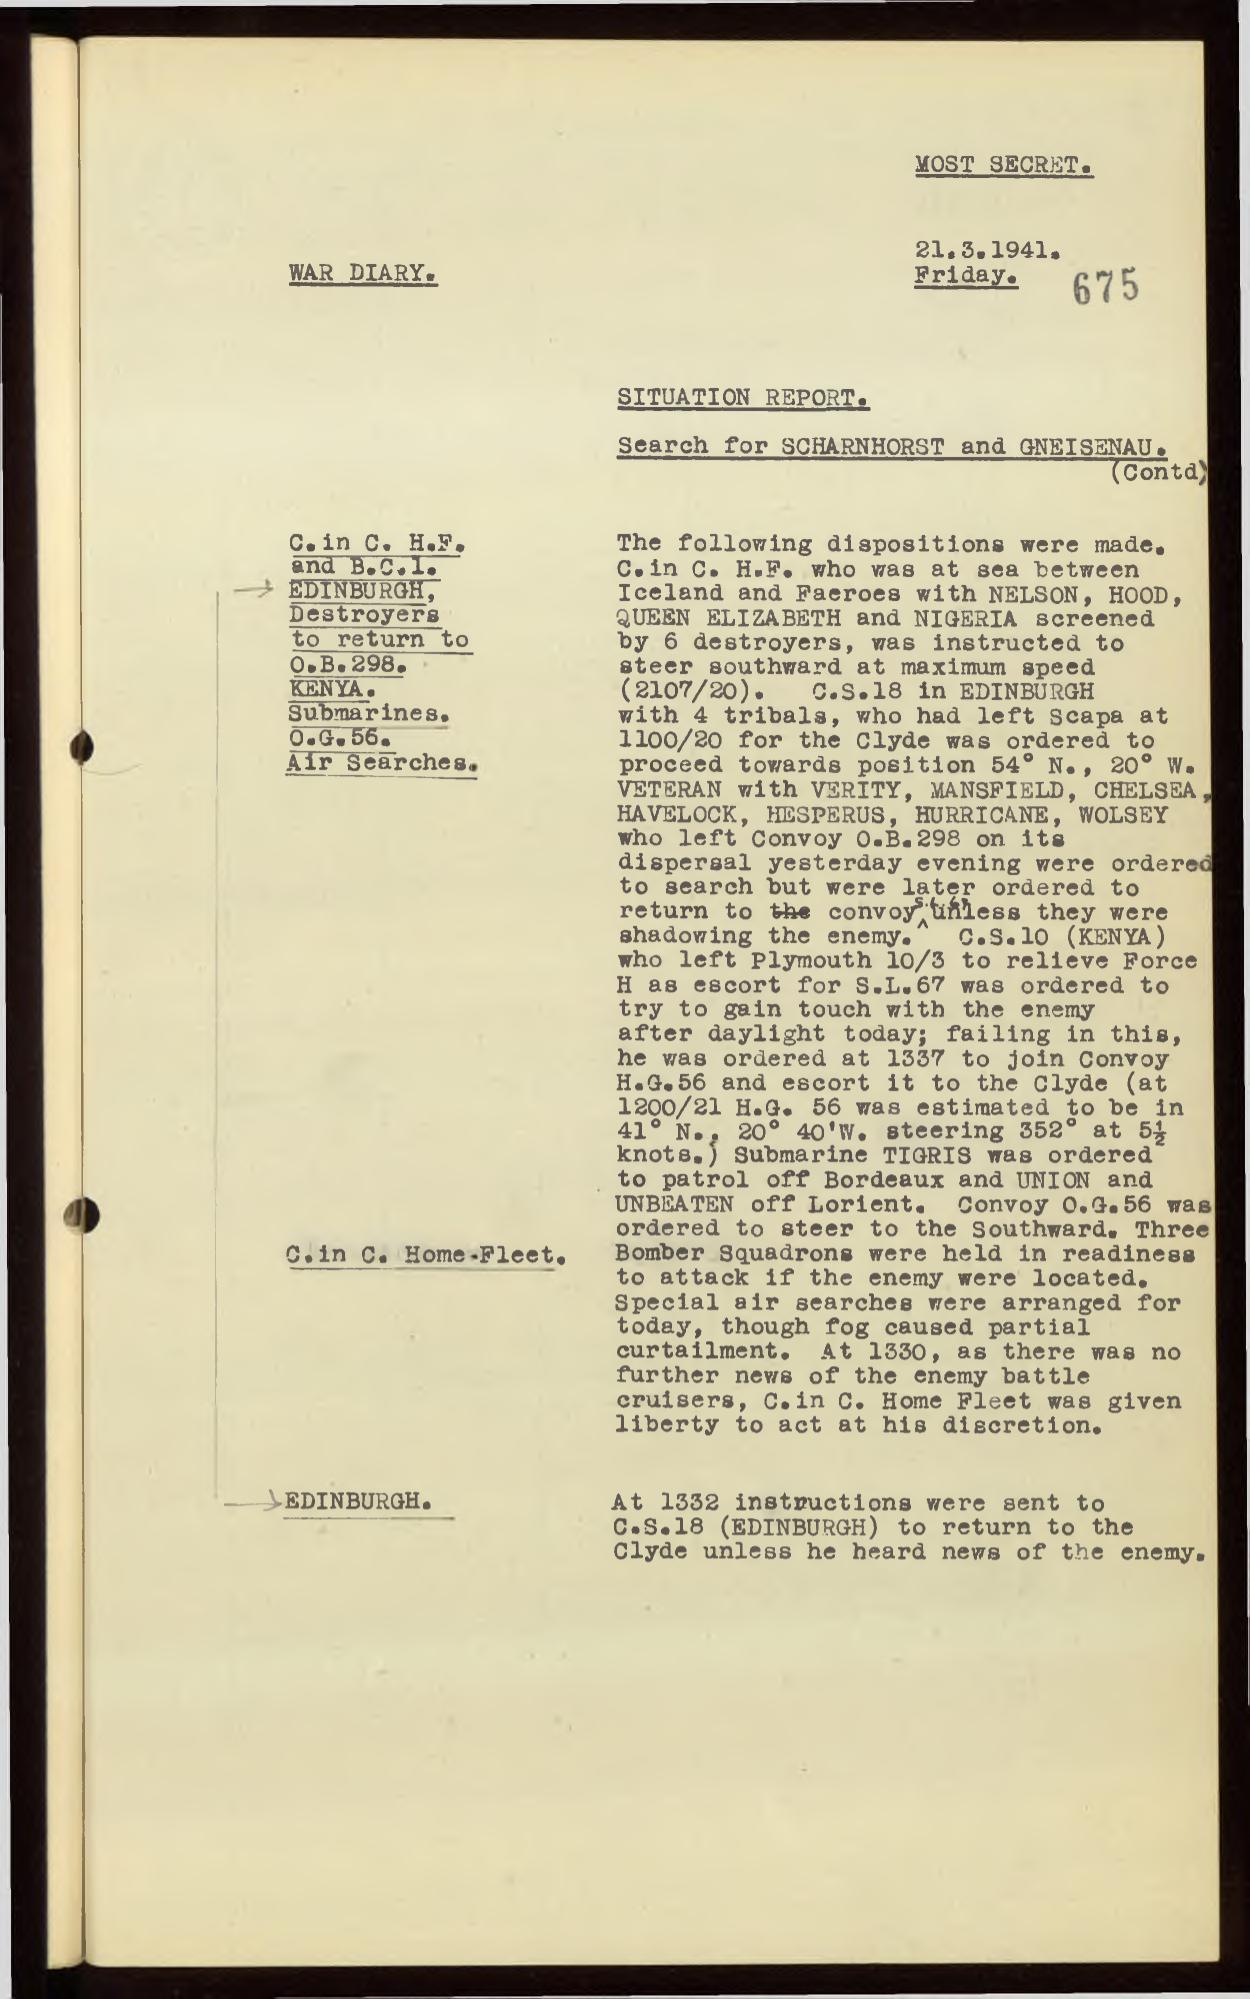 MOST SECRET.
21.3.1941.
WAR DIARY.
Friday.
675
SITUATION REPORT.
Search for SCHARNHORST and GNEISENAU.
(Contd)
C.in C. H.F.
and B.C.1.
EDINBURGH,
Destroyers
to return to
O.B.298.
KENYA.
Submarines.
O.G.56.
Air Searches.
The following dispositions were made.
C.in C. H.F. who was at sea between
Iceland and Faeroes with NELSON, HOOD,
QUEEN ELIZABETH and NIGERIA screened
by 6 destroyers, was instructed to
steer southward at maximum speed
(2107/20). C.S.18 in EDINBURGH
with 4 tribals, who had left Scapa at
1100/20 for the Clyde was ordered to
proceed towards position 54° N., 20° W.
VETERAN with VERITY, MANSFIELD, CHELSEA,
HAVELOCK, HESPERUS, HURRICANE, WOLSEY
who left Convoy O.B.298 on its
dispersal yesterday evening were ordered
to search but were later ordered to
return to the convoy unless they were
shadowing the enemy. C.S.10 (KENYA)
who left Plymouth 10/3 to relieve Force
H as escort for S.L.67 was ordered to
try to gain touch with the enemy
after daylight today; failing in this,
he was ordered at 1337 to join Convoy
H.G.56 and escort it to the Clyde (at
1200/21 H.G. 56 was estimated to be in
41° N., 20° 40'W. steering 352° at 5½
knots.) Submarine TIGRIS was ordered
to patrol off Bordeaux and UNION and
UNBEATEN off Lorient. Convoy O.G.56 was
ordered to steer to the Southward. Three
C.in C. Home-Fleet.
Bomber Squadrons were held in readiness
to attack if the enemy were located.
Special air searches were arranged for
today, though fog caused partial
curtailment. At 1330, as there was no
further news of the enemy battle
cruisers, C.in C. Home Fleet was given
liberty to act at his discretion.
EDINBURGH.
At 1332 instructions were sent to
C.S.18 (EDINBURGH) to return to the
Clyde unless he heard news of the enemy.